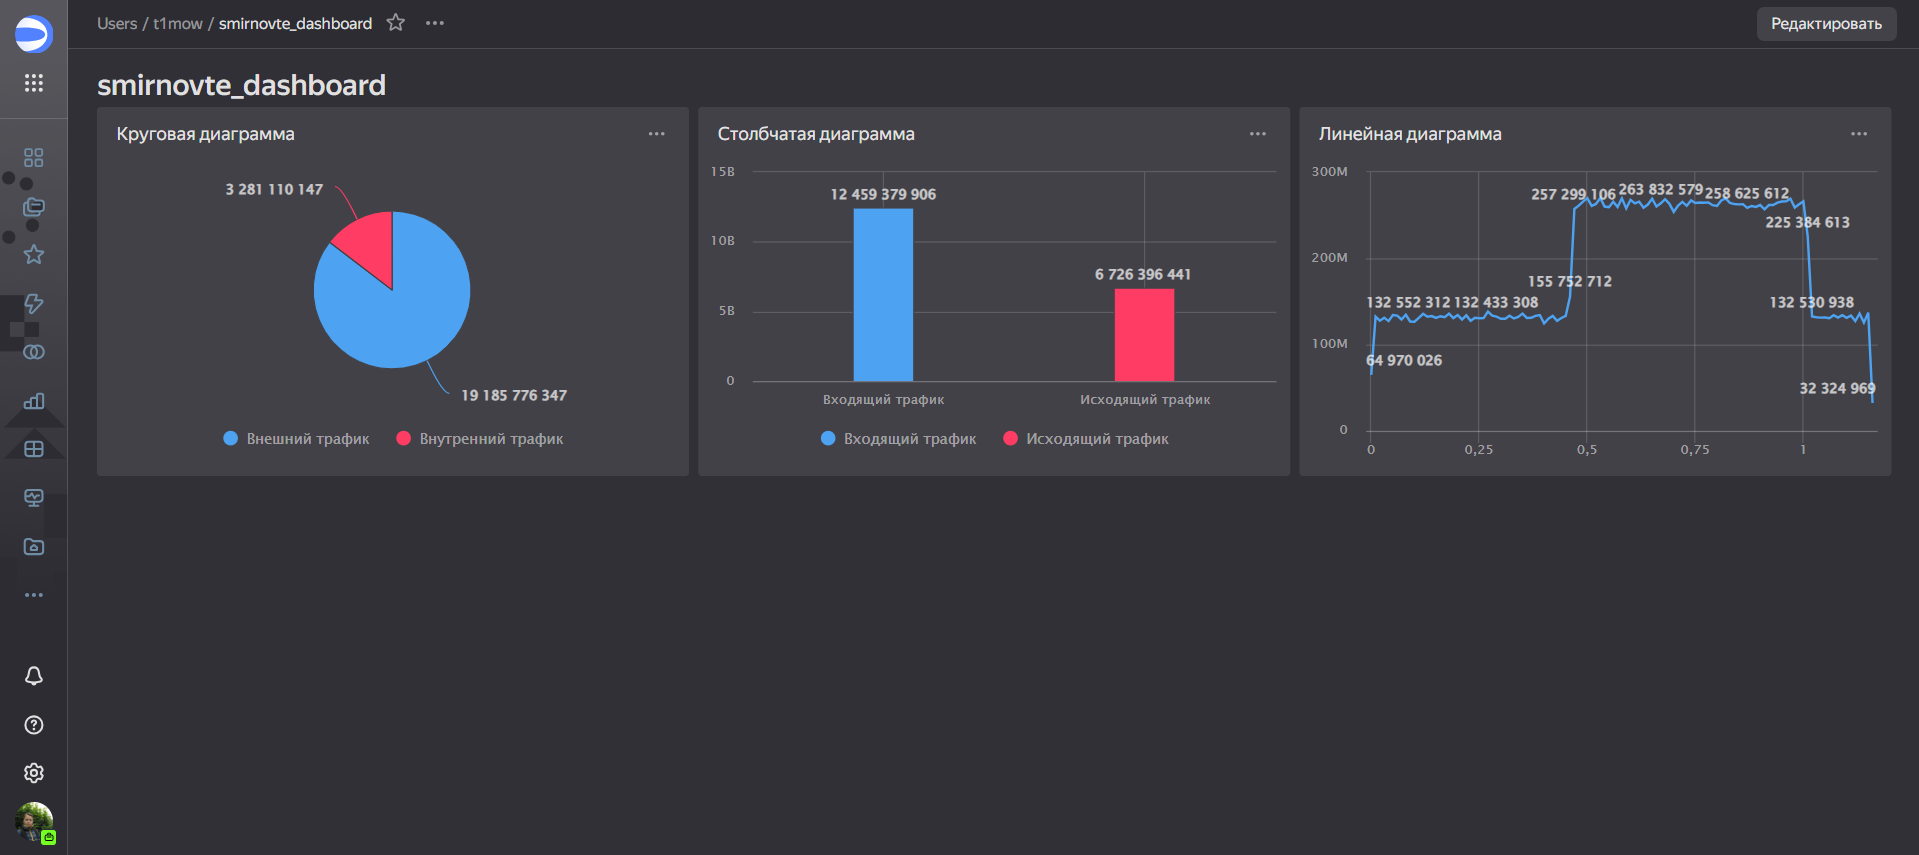 Users / t1mow / smirnovte_dashboard
Редактировать
smirnovte_dashboard
Круговая диаграмма
3 281 110 147
19 185 776 347
Внешний трафик
Внутренний трафик
Столбчатая диаграмма
15B
10B
5B
0
12 459 379 906
6 726 396 441
Входящий трафик
Исходящий трафик
Входящий трафик
Исходящий трафик
Линейная диаграмма
300M
200M
100M
0
257 299 106
263 832 579
258 625 612
225 384 613
155 752 712
132 552 312
132 433 308
132 530 938
64 970 026
32 324 969
0
0,25
0,5
0,75
1